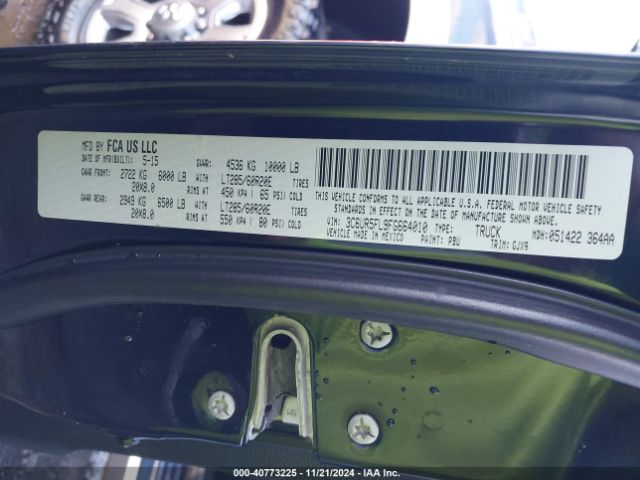 MFD BY FCA US LLC
DATE OF MFR(BUILT): 5-15 GVWR: 4536 KG 10000 LB
GAWR FRONT: 2722 KG 6000 LB LT285/60R20E TIRES
20X8.0 RIMS AT 450 KPA ( 65 PSI) COLD
GAWR REAR: 2949 KG 6500 LB LT285/60R20E TIRES
20X8.0 RIMS AT 550 KPA ( 80 PSI) COLD
THIS VEHICLE CONFORMS TO ALL APPLICABLE U.S.A. FEDERAL MOTOR VEHICLE SAFETY
STANDARDS IN EFFECT ON THE DATE OF MANUFACTURE SHOWN ABOVE.
VIN: 3C6UR5FL9FG664010 TYPE: TRUCK MDH: 051422 364AA
VEHICLE MADE IN MEXICO PAINT: PBU TRIM: GJX9
© 40773225 - 11/21/2024 - IAA Inc.